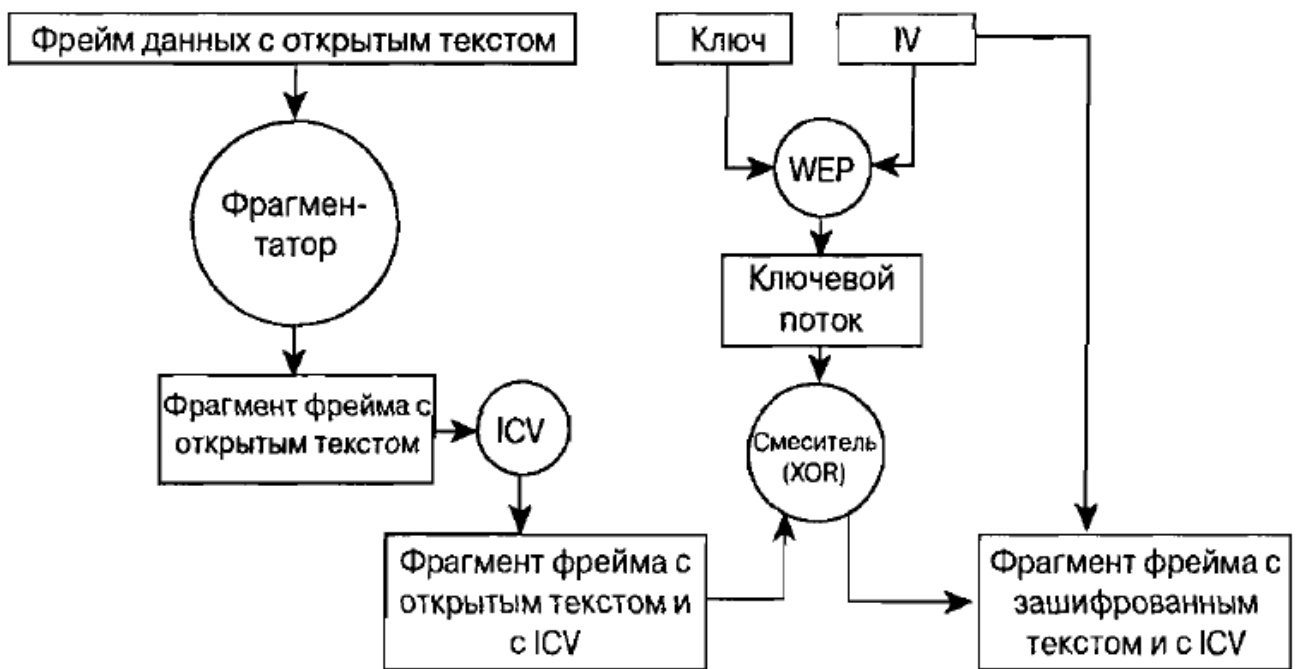 Фрейм данных с открытым текстом
Ключ
IV
WEP
Фрагмен-
татор
Ключевой
поток
Фрагмент фрейма с
открытым текстом
ICV
Смеситель
(XOR)
Фрагмент фрейма с
открытым текстом и
с ICV
Фрагмент фрейма с
зашифрованным
текстом и с ICV